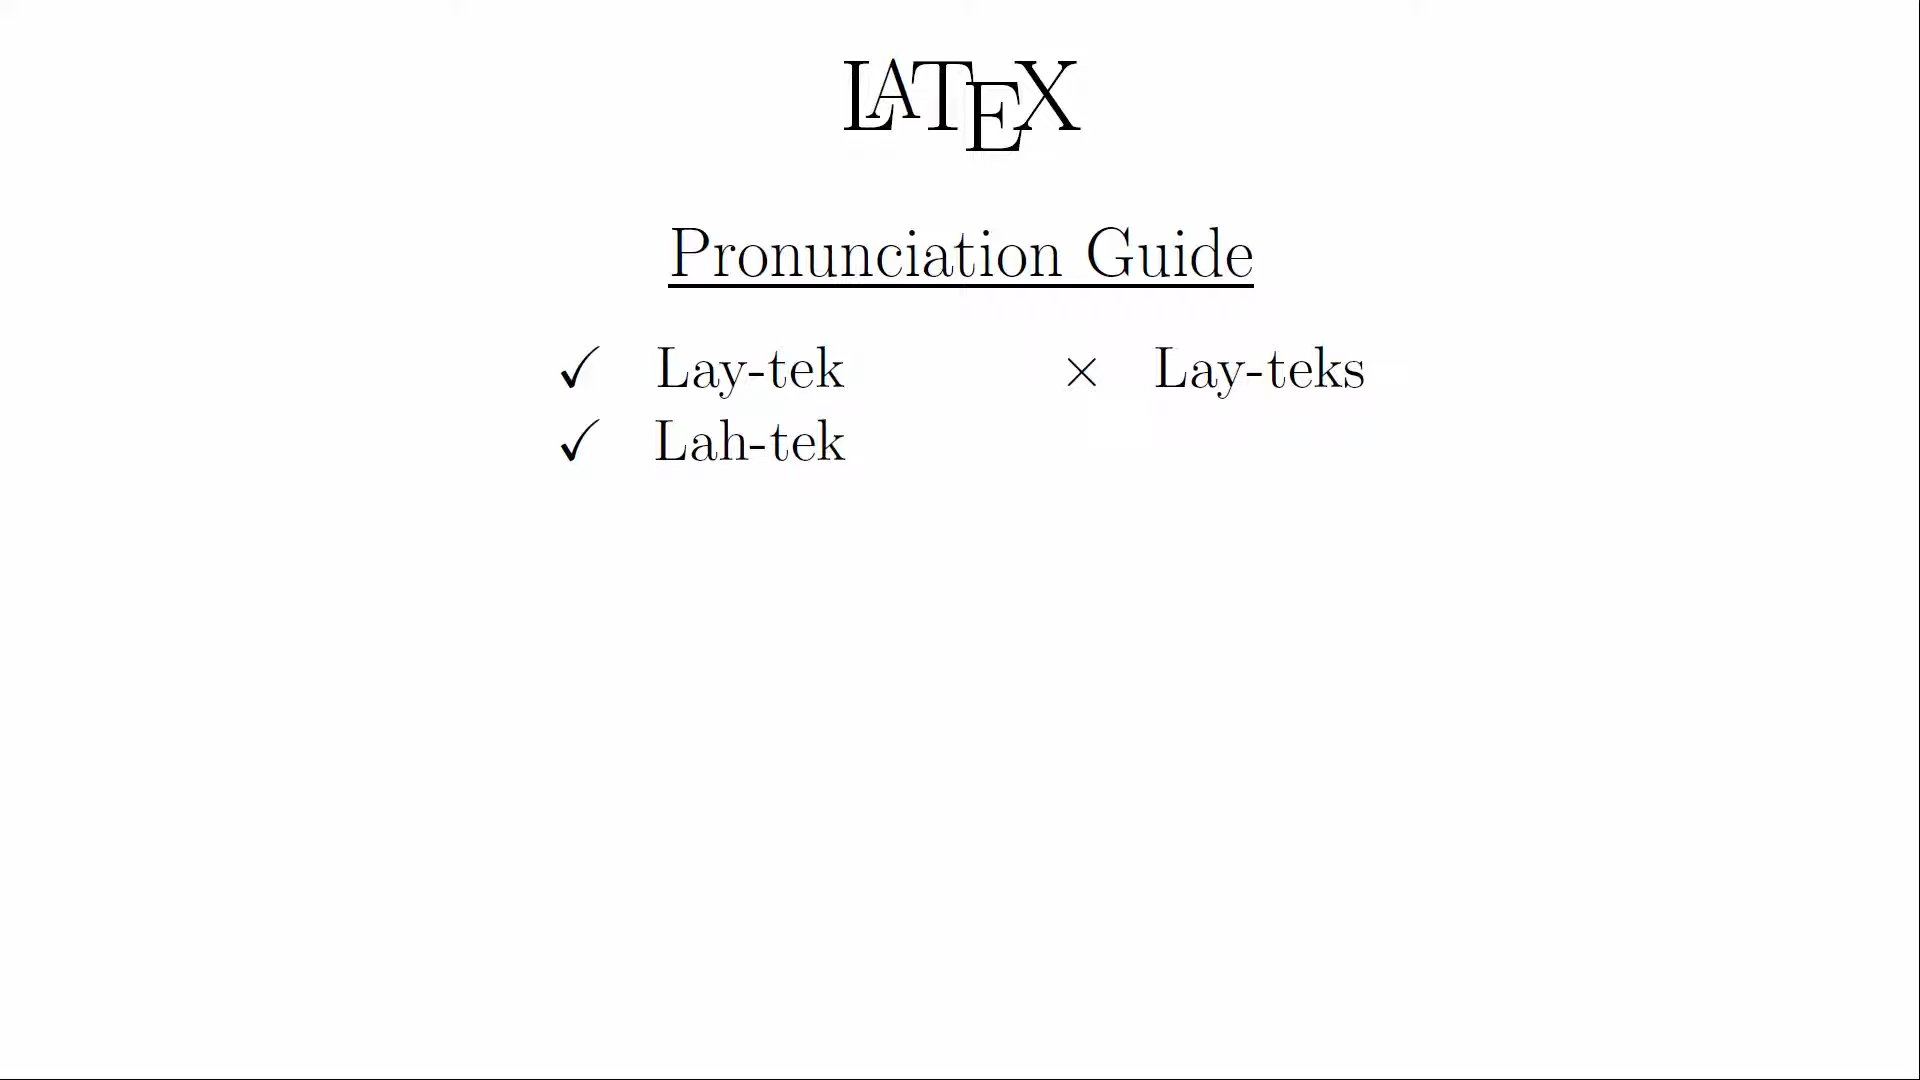 LATEX
Pronunciation Guide
✓ Lay-tek × Lay-teks
✓ Lah-tek